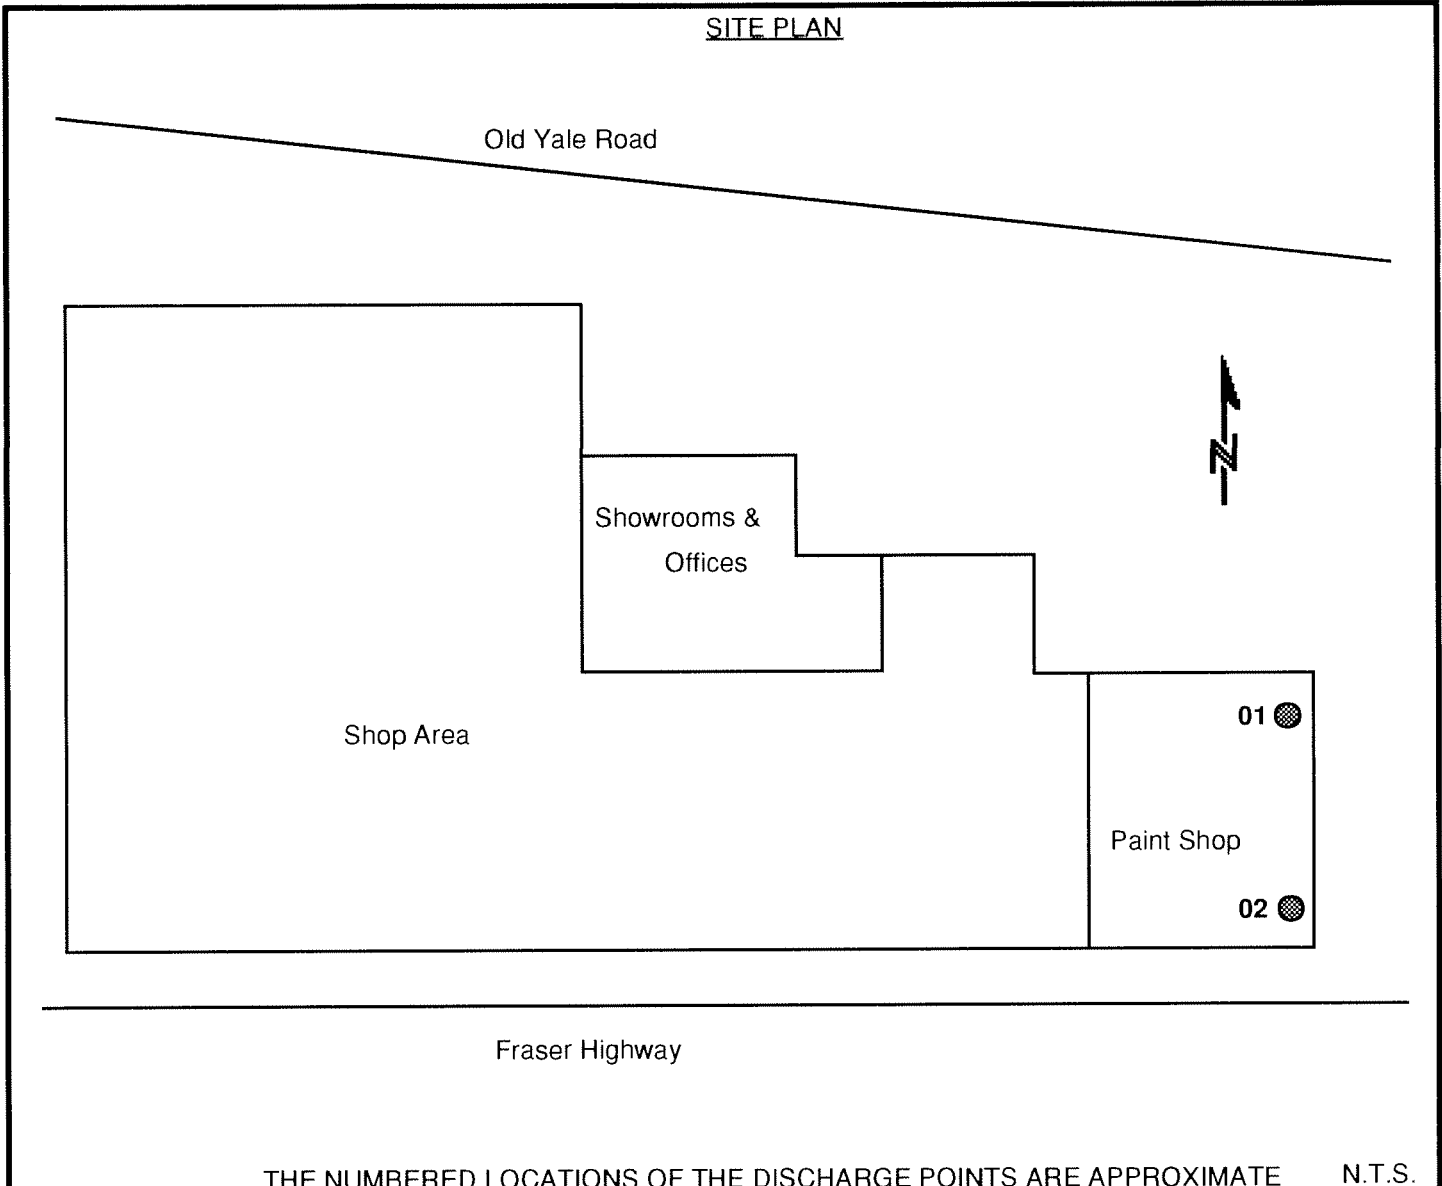 SITE PLAN
Old Yale Road
N
Showrooms &
Offices
01
Shop Area
Paint Shop
02
Fraser Highway
THE NUMBERED LOCATIONS OF THE DISCHARGE POINTS ARE APPROXIMATE
N.T.S.